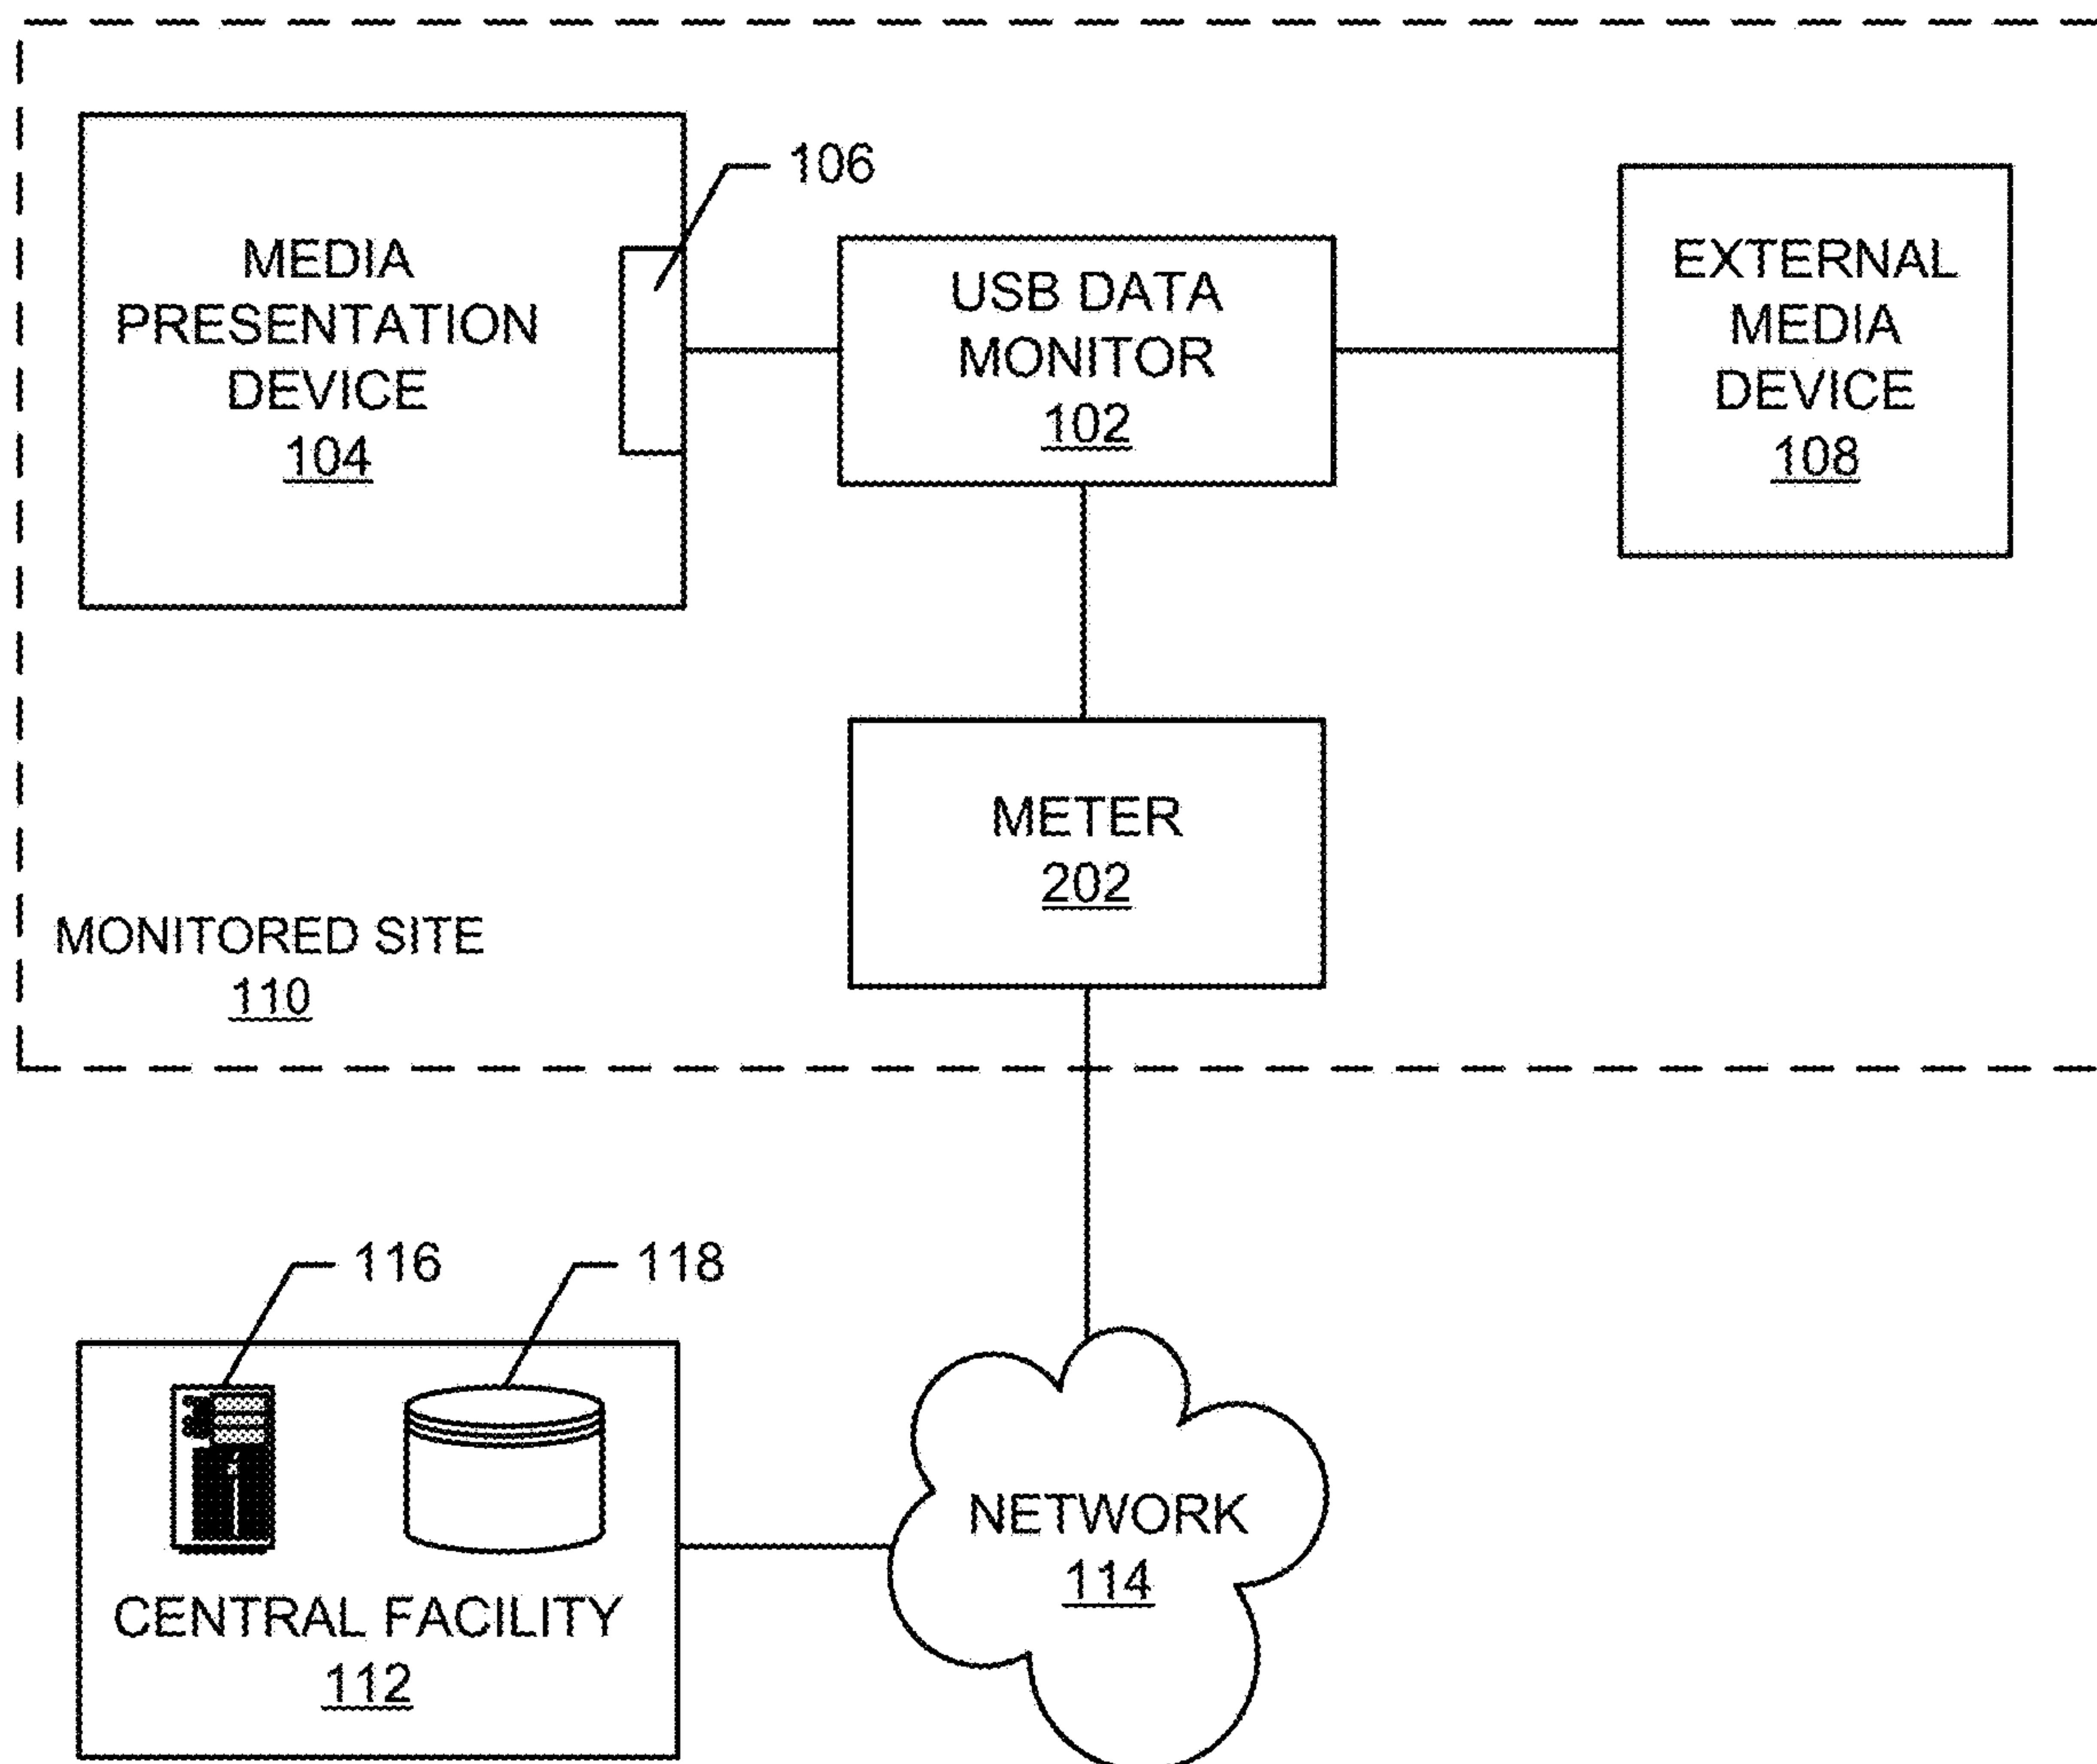 106
MEDIA
PRESENTATION
DEVICE
104
USB DATA
MONITOR
102
EXTERNAL
MEDIA
DEVICE
108
METER
202
MONITORED SITE
110
116
118
CENTRAL FACILITY
112
NETWORK
114